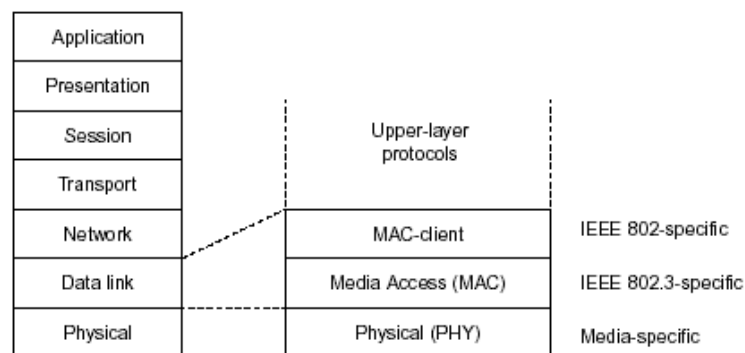 Application
Presentation
Session
Transport
Network
Data link
Physical
Upper-layer
protocols
MAC-client
Media Access (MAC)
Physical (PHY)
IEEE 802-specific
IEEE 802.3-specific
Media-specific